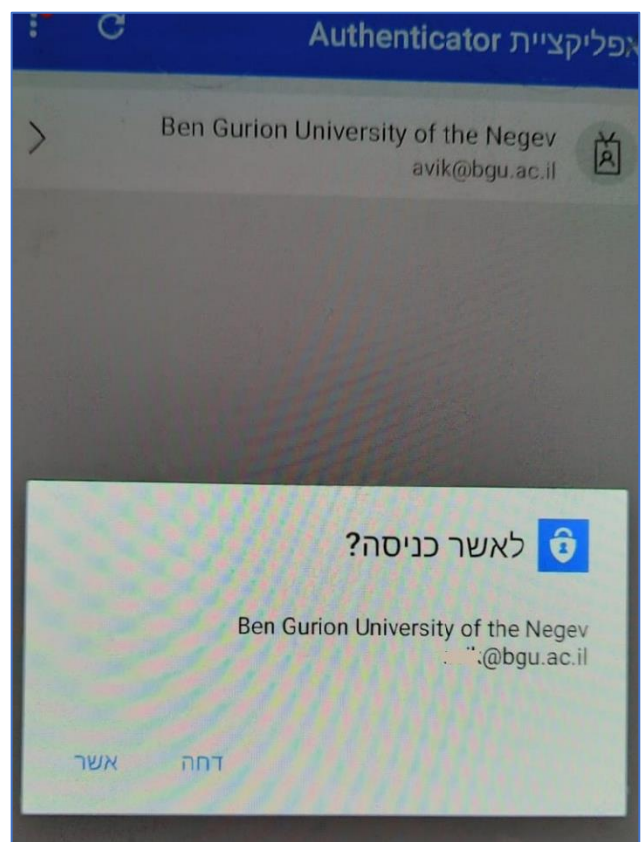 אפליקציית Authenticator
Ben Gurion University of the Negev
avik@bgu.ac.il
לאשר כניסה?
Ben Gurion University of the Negev
@bgu.ac.il
דחה
אשר